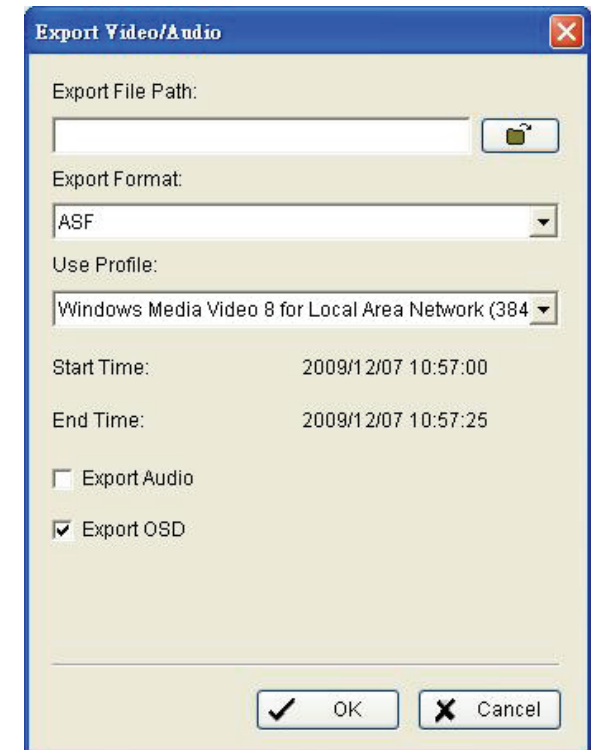 Export Video/Audio
Export File Path:
Export Format:
ASF
Use Profile:
Windows Media Video 8 for Local Area Network (384
Start Time: 2009/12/07 10:57:00
End Time: 2009/12/07 10:57:25
Export Audio
Export OSD
OK Cancel